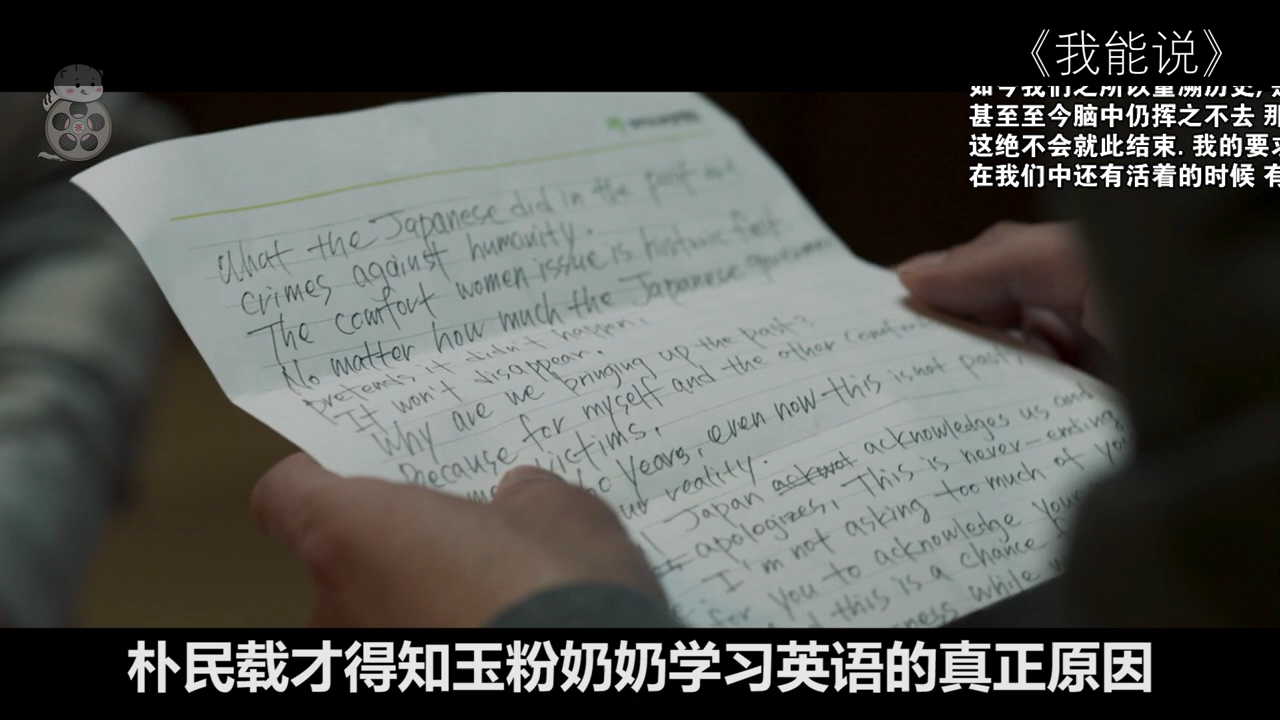 《我能说》
如今我们之所以重溯历史, 是
甚至至今脑中仍挥之不去 那
这绝不会就此结束. 我的要求
在我们中还有活着的时候 有
What the Japanese did in the past are
crimes against humanity.
The comfort women issue is historic fact.
No matter how much the Japanese government
pretends it didn't happen,
It won't disappear.
Why are we bringing up the past?
Because, for myself and the other comfort
victims,
years, even now this is not past,
our reality.
Japan acknowledges us and
apologizes, This is never-ending
I'm not asking too much of you
for you to acknowledge your
this is a chance
while
朴民载才得知玉粉奶奶学习英语的真正原因